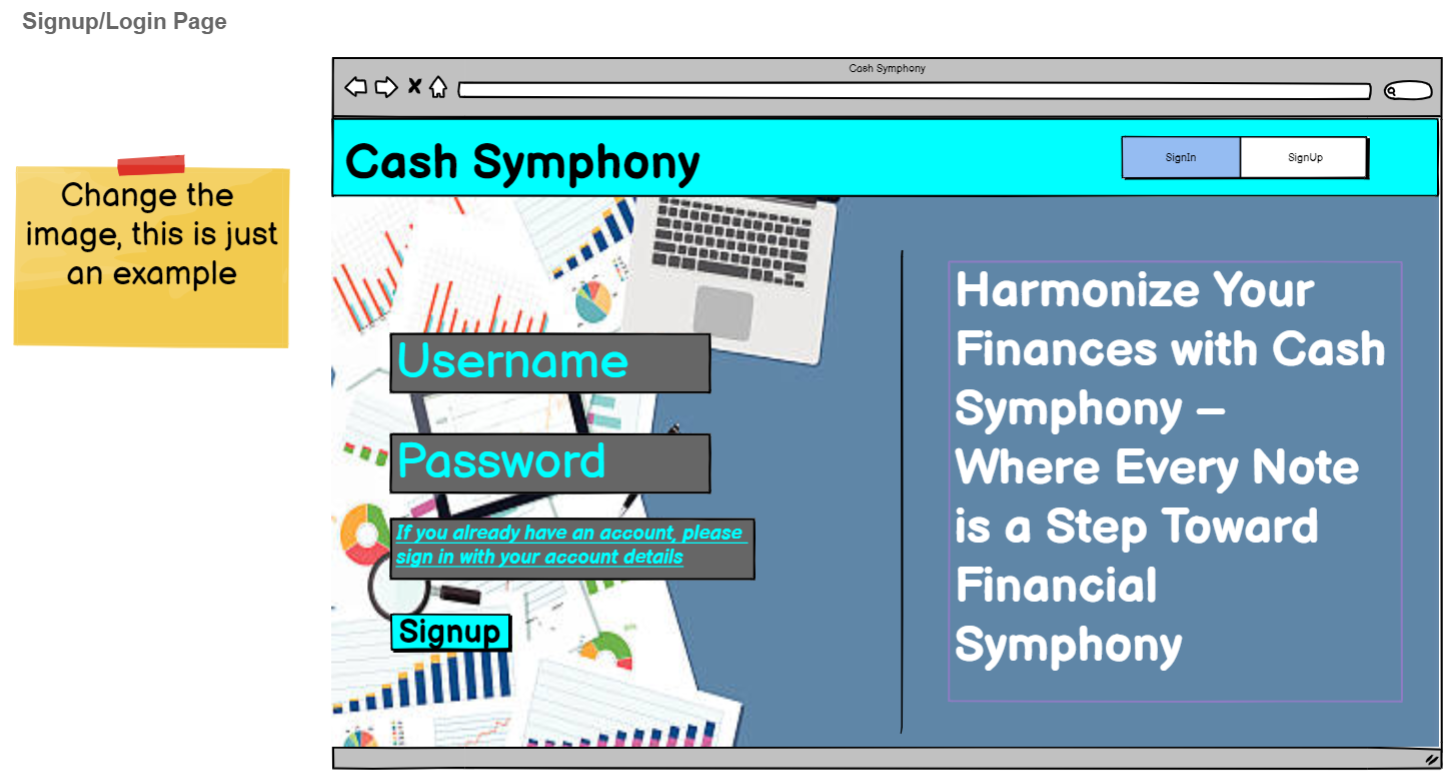 Signup/Login Page
Cash Symphony
Cash Symphony
SignIn
SignUp
Change the
image, this is just
an example
Username
Password
If you already have an account, please
sign in with your account details
Signup
Harmonize Your
Finances with Cash
Symphony –
Where Every Note
is a Step Toward
Financial
Symphony